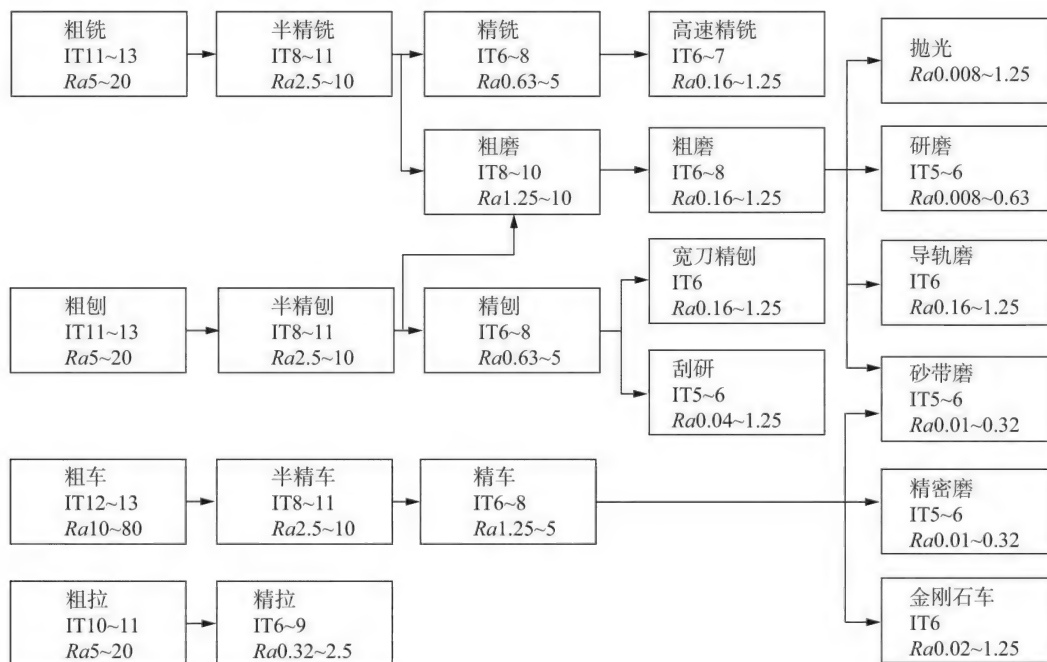 粗铣
IT11~13
Ra5~20
半精铣
IT8~11
Ra2.5~10
精铣
IT6~8
Ra0.63~5
高速精铣
IT6~7
Ra0.16~1.25
抛光
Ra0.008~1.25
粗磨
IT8~10
Ra1.25~10
粗磨
IT6~8
Ra0.16~1.25
研磨
IT5~6
Ra0.008~0.63
宽刀精刨
IT6
Ra0.16~1.25
导轨磨
IT6
Ra0.16~1.25
粗刨
IT11~13
Ra5~20
半精刨
IT8~11
Ra2.5~10
精刨
IT6~8
Ra0.63~5
刮研
IT5~6
Ra0.04~1.25
砂带磨
IT5~6
Ra0.01~0.32
粗车
IT12~13
Ra10~80
半精车
IT8~11
Ra2.5~10
精车
IT6~8
Ra1.25~5
精密磨
IT5~6
Ra0.01~0.32
粗拉
IT10~11
Ra5~20
精拉
IT6~9
Ra0.32~2.5
金刚石车
IT6
Ra0.02~1.25